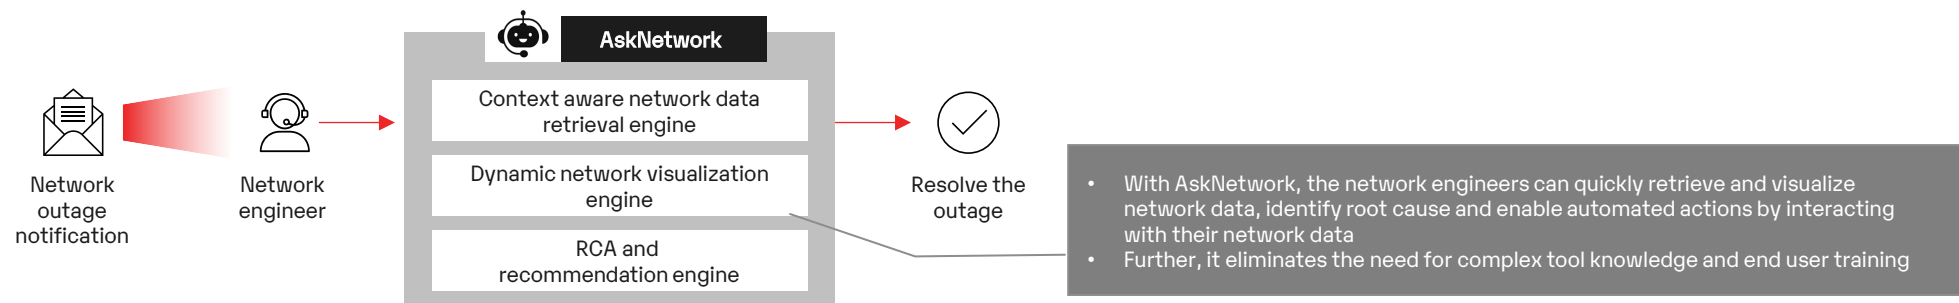 AskNetwork
Context aware network data
retrieval engine
Dynamic network visualization
engine
RCA and
recommendation engine
Network
outage
notification
Network
engineer
Resolve the
outage
• With AskNetwork, the network engineers can quickly retrieve and visualize
network data, identify root cause and enable automated actions by interacting
with their network data
• Further, it eliminates the need for complex tool knowledge and end user training